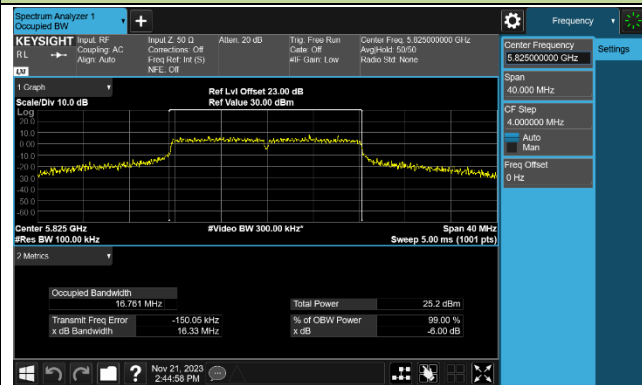 Spectrum Analyzer 1
Occupied BW
Frequency
KEYSIGHT
RL
LXI
Input: RF
Coupling: AC
Align: Auto
Input Z: 50 Ω
Corrections: Off
Freq Ref: Int (S)
NFE: Off
Atten: 20 dB
Trig: Free Run
Gate: Off
#IF Gain: Low
Center Freq: 5.825000000 GHz
Avg|Hold: 50/50
Radio Std: None
Center Frequency
5.825000000 GHz
Settings
Span
40.000 MHz
CF Step
4.000000 MHz
Auto
Man
Freq Offset
0 Hz
1 Graph
Scale/Div 10.0 dB
Ref Lvl Offset 23.00 dB
Ref Value 30.00 dBm
Log
20.0
10.0
0.00
-10.0
-20.0
-30.0
-40.0
-50.0
-60.0
Center 5.825 GHz
#Video BW 300.00 kHz*
Span 40 MHz
#Res BW 100.00 kHz
Sweep 5.00 ms (1001 pts)
2 Metrics
Occupied Bandwidth
16.761 MHz
Total Power 25.2 dBm
Transmit Freq Error -150.05 kHz
% of OBW Power 99.00 %
x dB Bandwidth 16.33 MHz
x dB -6.00 dB
Nov 21, 2023
2:44:58 PM